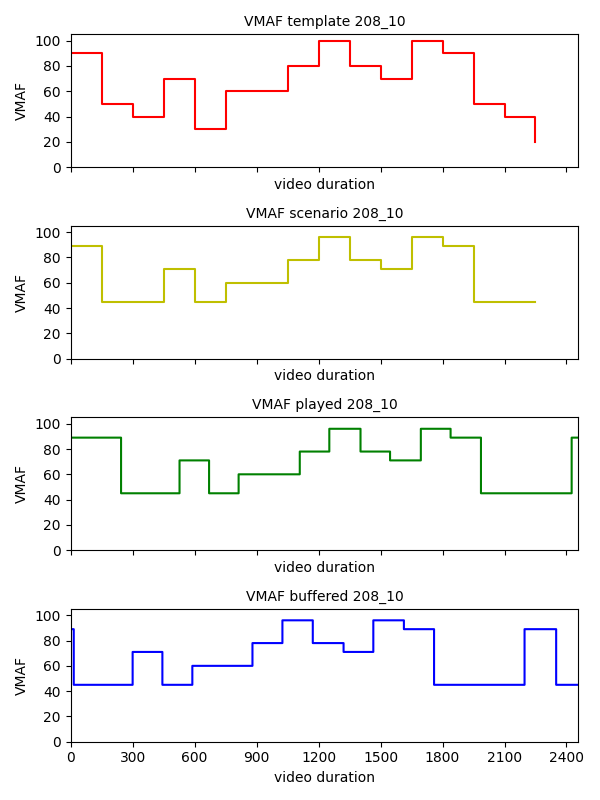 VMAF template 208_10
100
80
60
40
20
0
VMAF
video duration
VMAF scenario 208_10
100
80
60
40
20
0
VMAF
video duration
VMAF played 208_10
100
80
60
40
20
0
VMAF
video duration
VMAF buffered 208_10
100
80
60
40
20
0
VMAF
0 300 600 900 1200 1500 1800 2100 2400
video duration